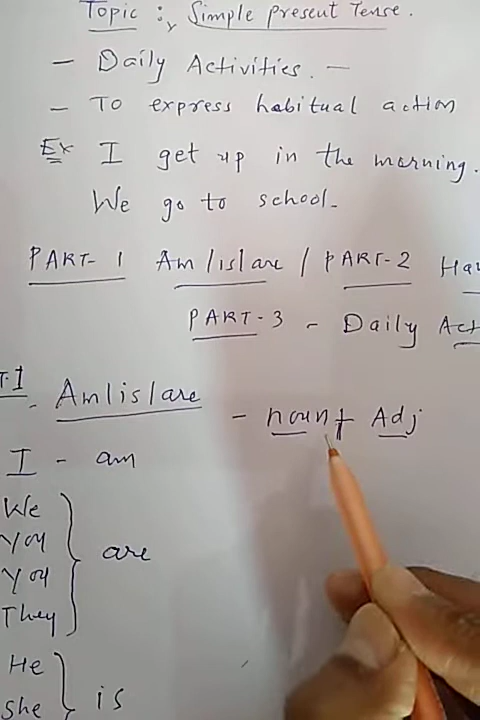 Topic :, Simple present Tense.
- Daily Activities. -
- To express habitual action
Ex I get up in the morning.
We go to school.
PART-1 Am/is/are / PART-2 Hav
PART-3 - Daily Act
T.I - Am/is/are - noun + Adj
I - am
We
You
You
They
are
He
She
is